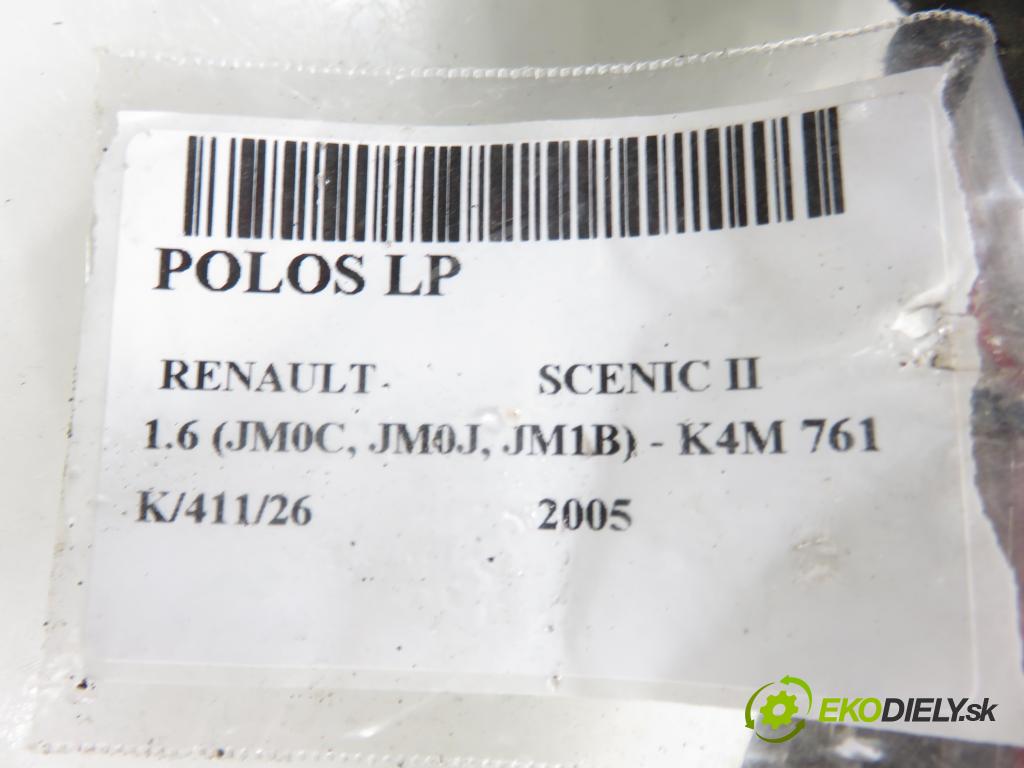 POLOS LP
RENAULT SCENIC II
1.6 (JM0C, JM0J, JM1B) - K4M 761
K/411/26 2005
EKODIELY.sk